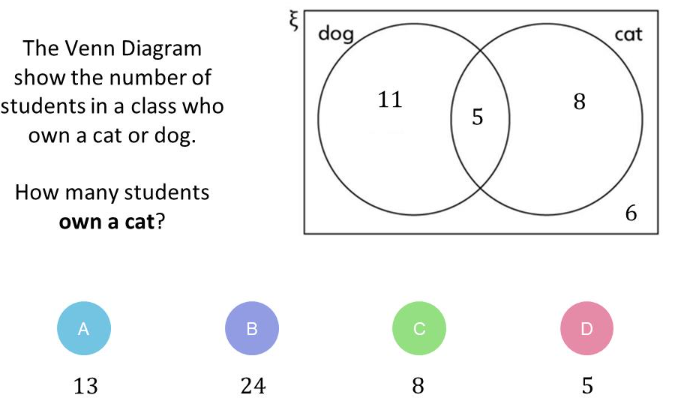 The Venn Diagram
show the number of
students in a class who
own a cat or dog.
How many students
own a cat?
ξ
dog
cat
11
5
8
6
A
B
C
D
13
24
8
5